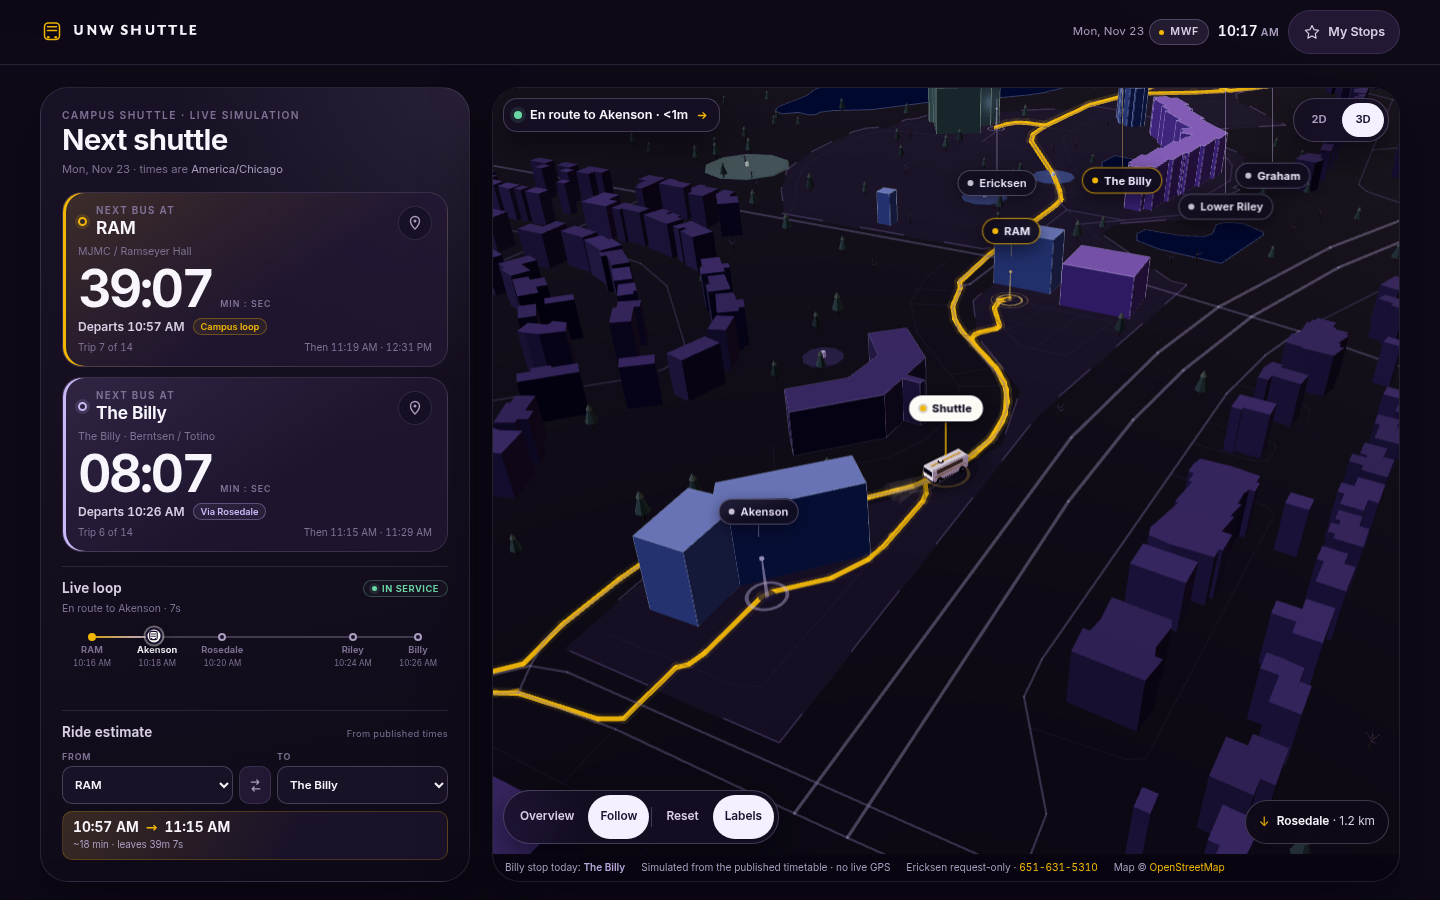 UNW SHUTTLE
Mon, Nov 23 MWF 10:17 AM My Stops
CAMPUS SHUTTLE · LIVE SIMULATION
Next shuttle
Mon, Nov 23 · times are America/Chicago
NEXT BUS AT
RAM
MJMC / Ramseyer Hall
39:07 MIN : SEC
Departs 10:57 AM Campus loop
Trip 7 of 14 Then 11:19 AM · 12:31 PM
NEXT BUS AT
The Billy
The Billy · Berntsen / Totino
08:07 MIN : SEC
Departs 10:26 AM Via Rosedale
Trip 6 of 14 Then 11:15 AM · 11:29 AM
Live loop IN SERVICE
En route to Akenson · 7s
RAM Akenson Rosedale Riley Billy
10:16 AM 10:18 AM 10:20 AM 10:24 AM 10:26 AM
Ride estimate From published times
FROM TO
RAM The Billy
10:57 AM → 11:15 AM
~18 min · leaves 39m 7s
En route to Akenson · <1m →
2D 3D
Ericksen
The Billy
Graham
Lower Riley
RAM
Shuttle
Akenson
Overview Follow Reset Labels
↓ Rosedale · 1.2 km
Billy stop today: The Billy Simulated from the published timetable · no live GPS Ericksen request-only · 651-631-5310 Map © OpenStreetMap